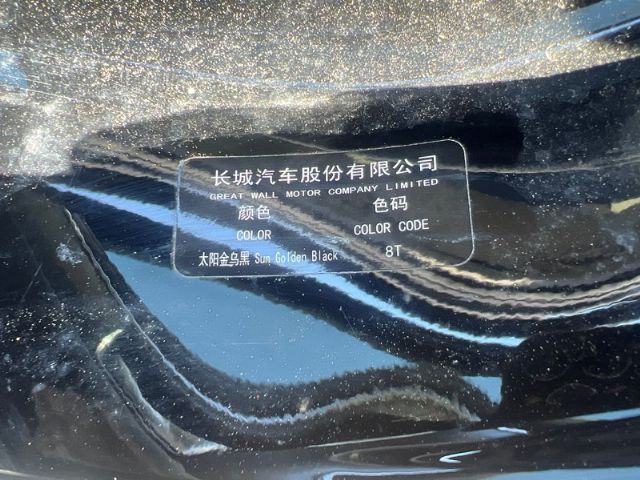 长城汽车股份有限公司
GREAT WALL MOTOR COMPANY LIMITED
颜色 色码
COLOR COLOR CODE
太阳金乌黑 Sun Golden Black 8T